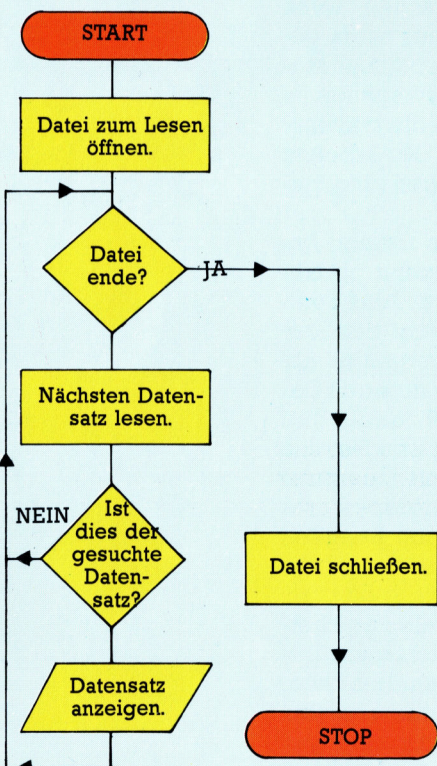 START
Datei zum Lesen
öffnen.
Datei
ende?
JA
Nächsten Daten-
satz lesen.
NEIN
Ist
dies der
gesuchte
Daten-
satz?
Datei schließen.
Datensatz
anzeigen.
STOP